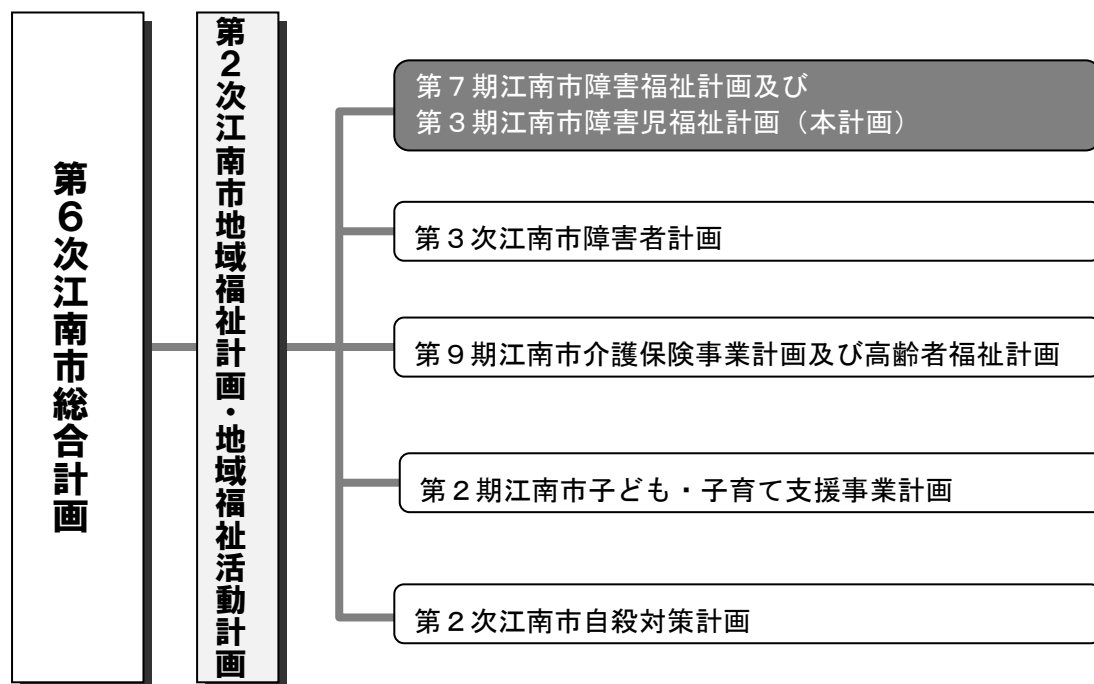 第６次江南市総合計画
第２次江南市地域福祉計画・地域福祉活動計画
第７期江南市障害福祉計画及び
第３期江南市障害児福祉計画（本計画）
第３次江南市障害者計画
第９期江南市介護保険事業計画及び高齢者福祉計画
第２期江南市子ども・子育て支援事業計画
第２次江南市自殺対策計画